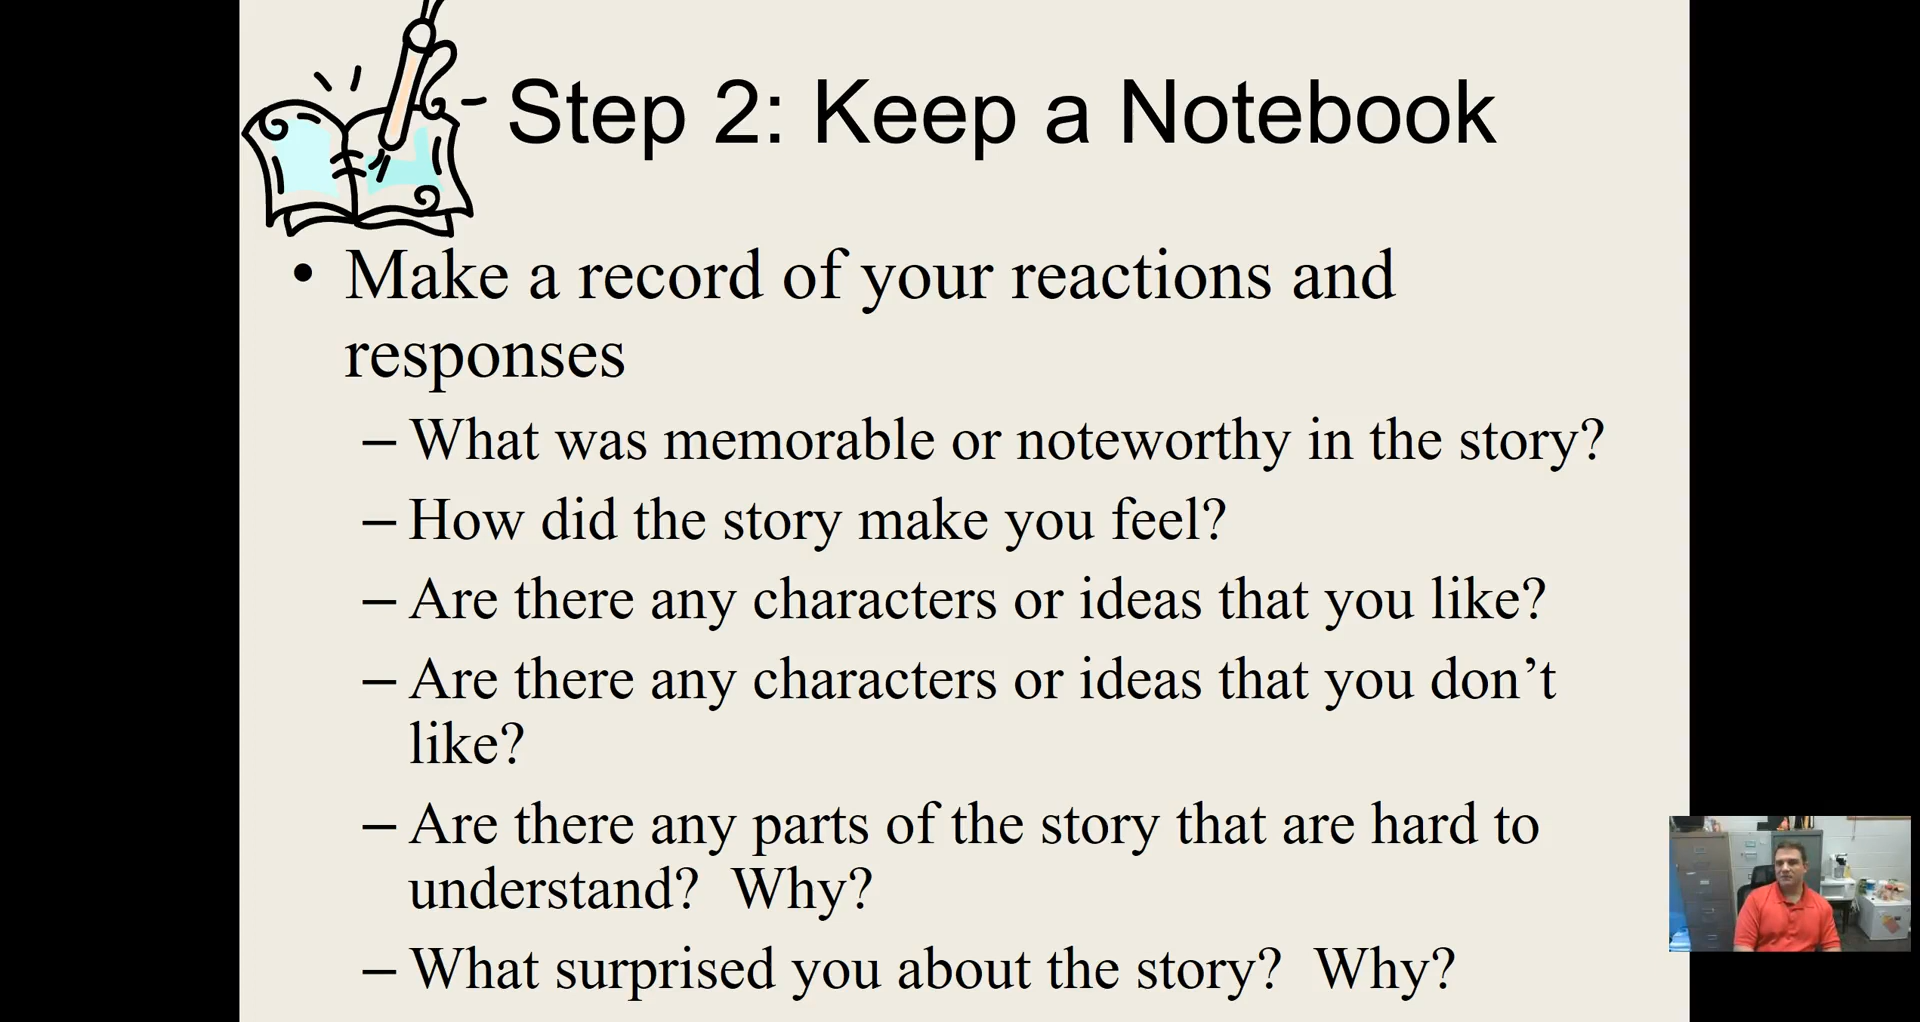 Step 2: Keep a Notebook
• Make a record of your reactions and
responses
– What was memorable or noteworthy in the story?
– How did the story make you feel?
– Are there any characters or ideas that you like?
– Are there any characters or ideas that you don’t
like?
– Are there any parts of the story that are hard to
understand?  Why?
– What surprised you about the story?  Why?